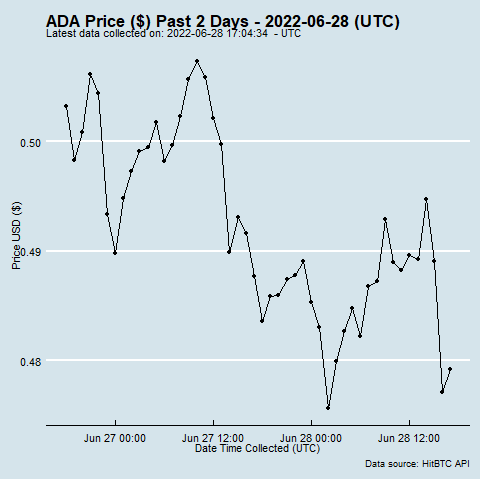 ADA Price ($) Past 2 Days - 2022-06-28 (UTC)
Latest data collected on: 2022-06-28 17:04:34  - UTC
0.50
0.49
0.48
Price USD ($)
Jun 27 00:00
Jun 27 12:00
Jun 28 00:00
Jun 28 12:00
Date Time Collected (UTC)
Data source: HitBTC API